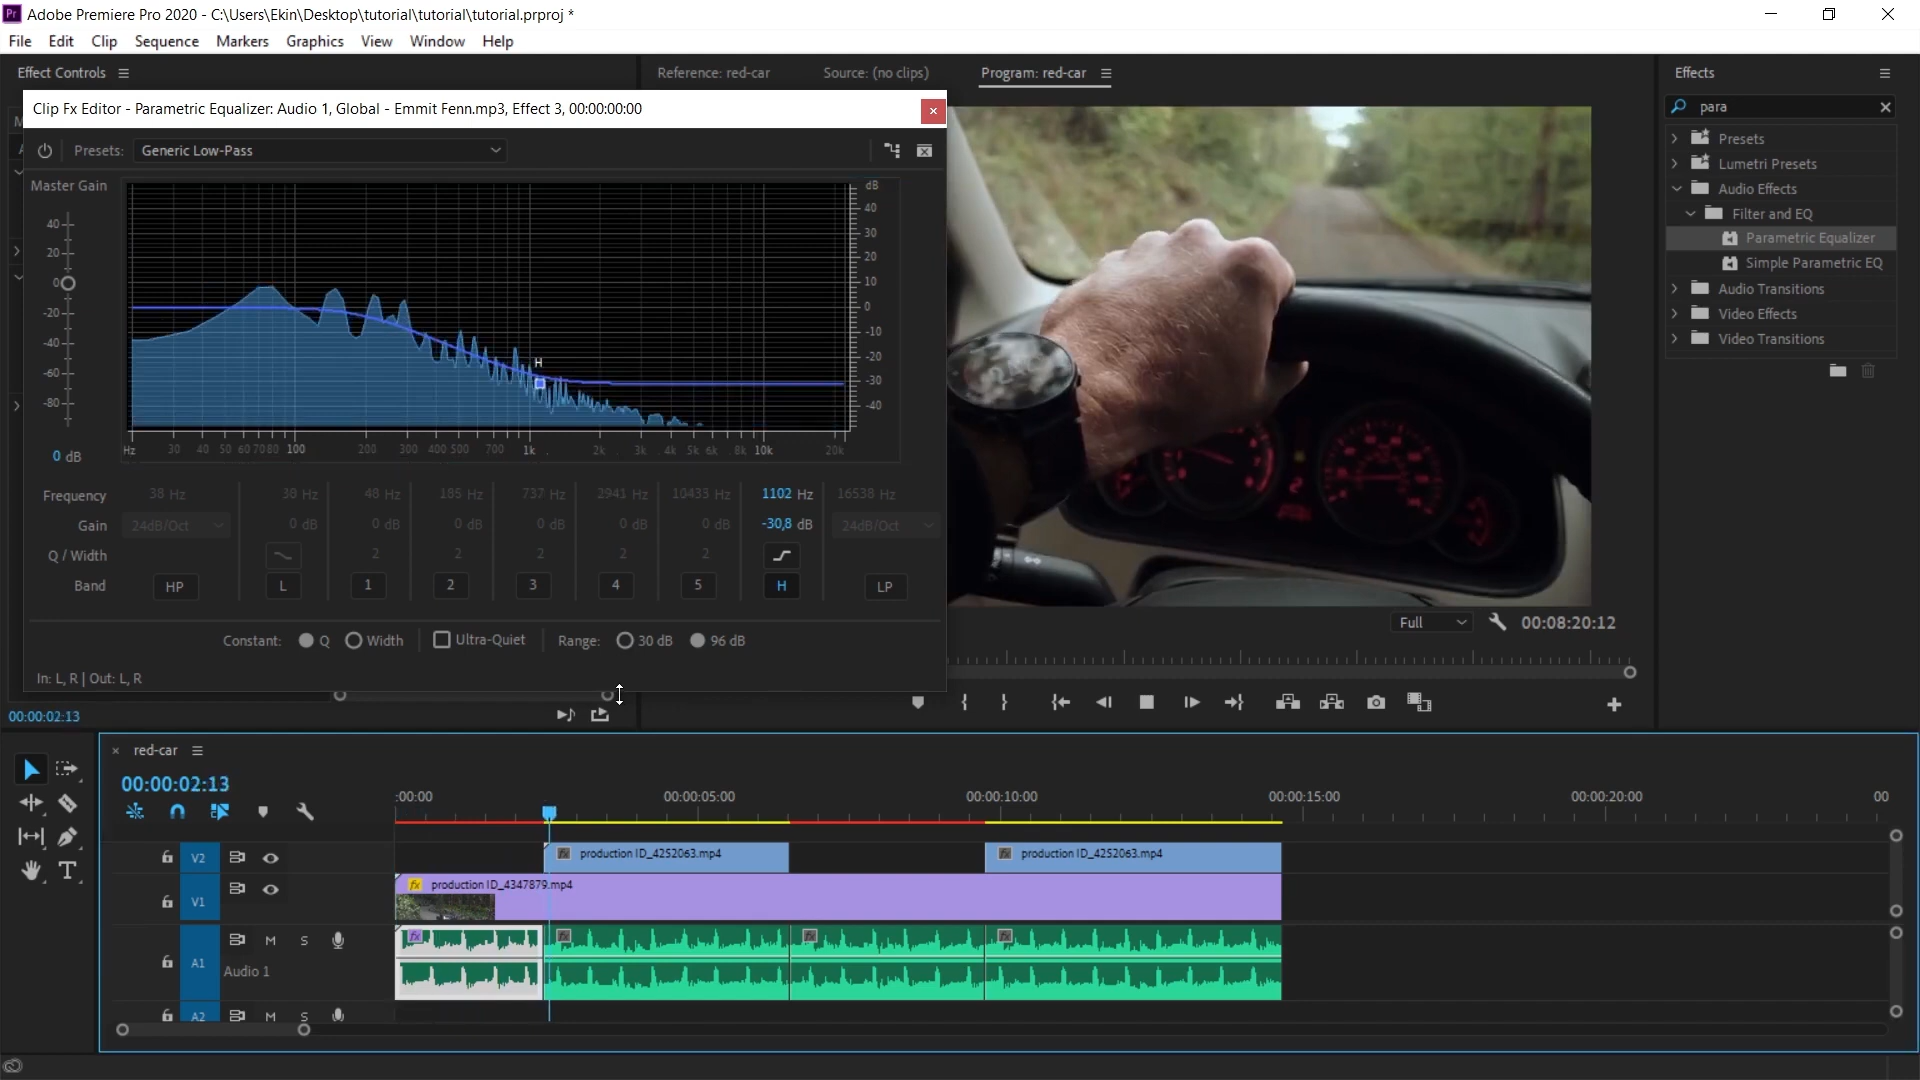 Adobe Premiere Pro 2020 - C:\Users\Ekin\Desktop\tutorial\tutorial\tutorial.prproj *
File Edit Clip Sequence Markers Graphics View Window Help
Effect Controls
Reference: red-car Source: (no clips) Program: red-car
Effects
Clip Fx Editor - Parametric Equalizer: Audio 1, Global - Emmit Fenn.mp3, Effect 3, 00:00:00:00
para
Presets: Generic Low-Pass
Presets
Lumetri Presets
Audio Effects
Filter and EQ
Parametric Equalizer
Simple Parametric EQ
Audio Transitions
Video Effects
Video Transitions
Master Gain
40
20
0
-20
-40
-60
-80
0 dB
dB
40
30
20
10
0
-10
-20
-30
-40
H
Hz 30 40 50 60 70 80 100 200 300 400 500 700 1k 2k 3k 4k 5k 6k 8k 10k 20k
Frequency 38 Hz 38 Hz 48 Hz 185 Hz 737 Hz 2941 Hz 10433 Hz 1102 Hz 16538 Hz
Gain 24dB/Oct 0 dB 0 dB 0 dB 0 dB 0 dB 0 dB -30,8 dB 24dB/Oct
Q / Width 2 2 2 2 2
Band HP L 1 2 3 4 5 H LP
Constant: Q Width Ultra-Quiet Range: 30 dB 96 dB
In: L, R | Out: L, R
Full 00:08:20:12
00:00:02:13
red-car
00:00:02:13
:00:00 00:00:05:00 00:00:10:00 00:00:15:00 00:00:20:00 00
V2 fx production ID_4252063.mp4 fx production ID_4252063.mp4
V1 fx production ID_4347879.mp4
A1 M S fx fx fx fx
Audio 1
A2 M S